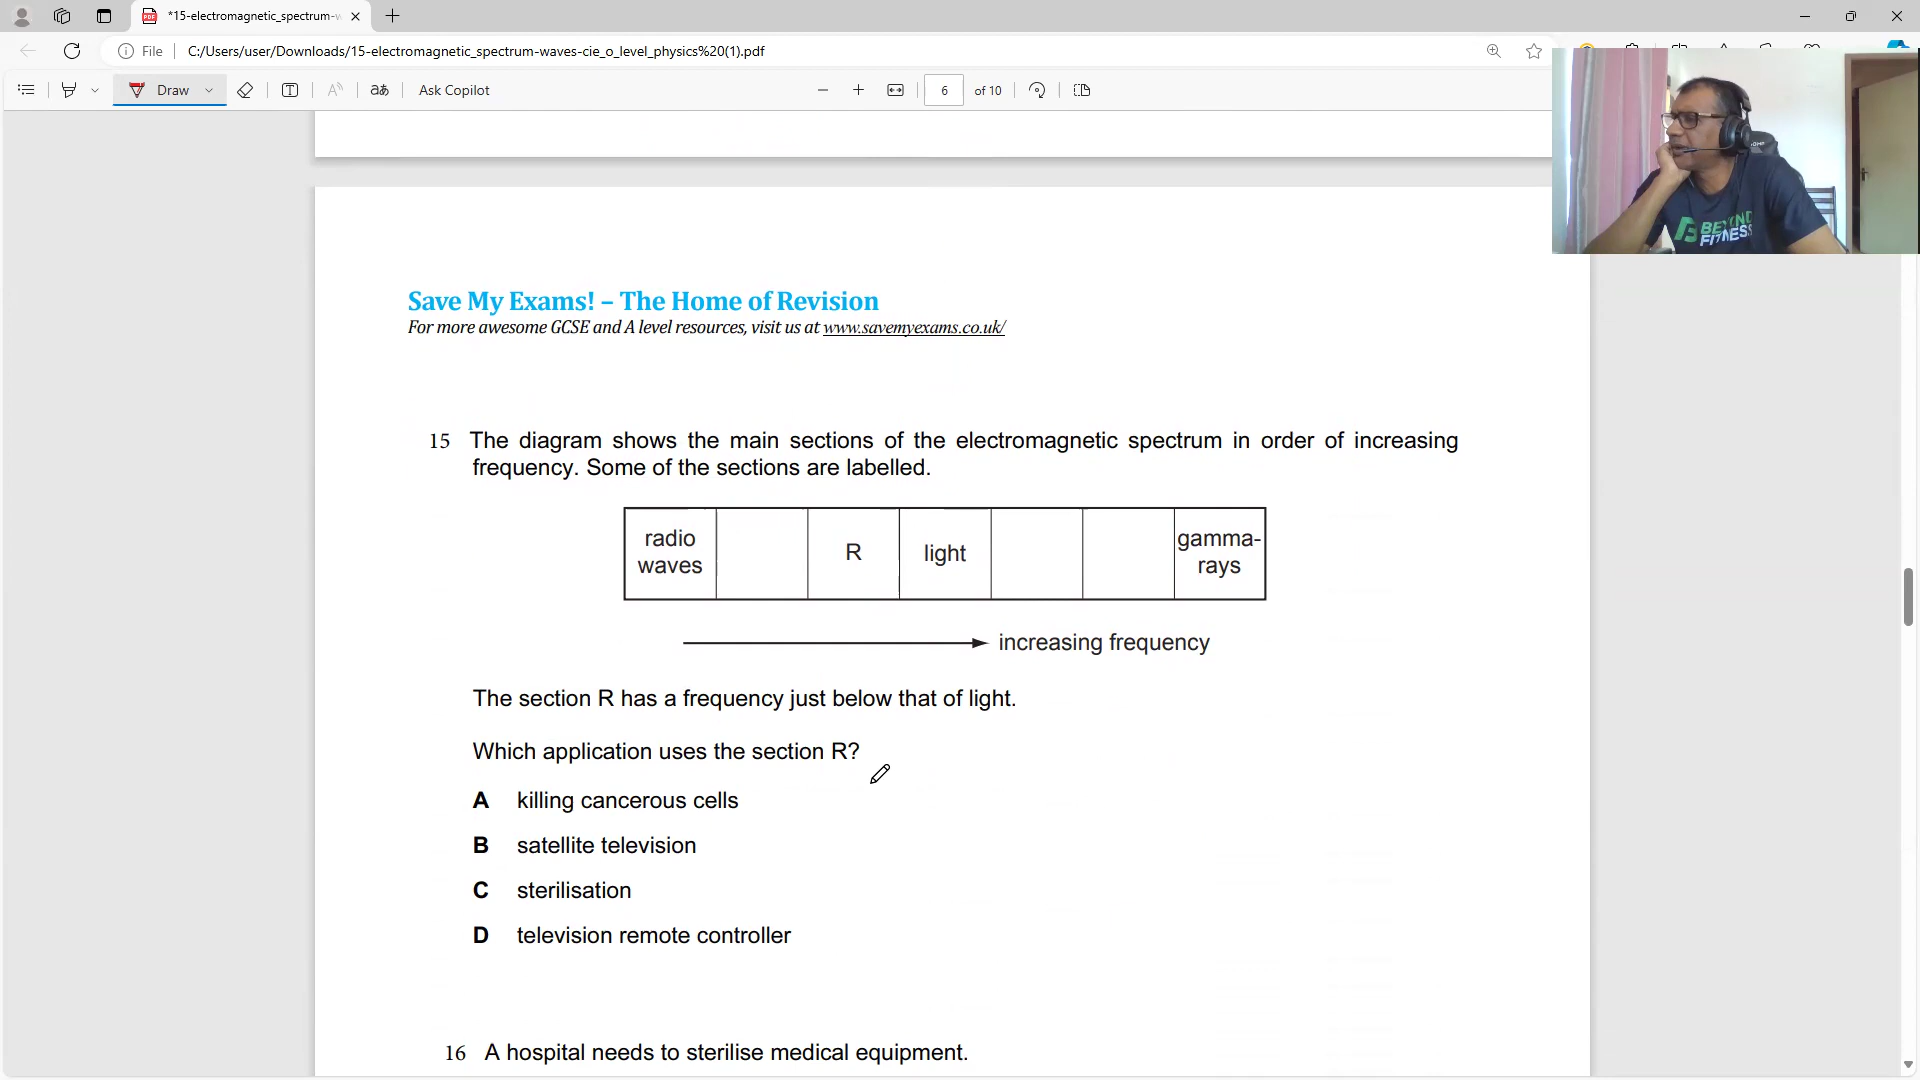 *15-electromagnetic_spectrum-w
File
C:/Users/user/Downloads/15-electromagnetic_spectrum-waves-cie_o_level_physics%20(1).pdf
Draw
T
aあ
Ask Copilot
6
of 10
BEYOND
FITNESS
Save My Exams! – The Home of Revision
For more awesome GCSE and A level resources, visit us at www.savemyexams.co.uk/
15 The diagram shows the main sections of the electromagnetic spectrum in order of increasing
frequency. Some of the sections are labelled.
radio
waves
R
light
gamma-
rays
increasing frequency
The section R has a frequency just below that of light.
Which application uses the section R?
A killing cancerous cells
B satellite television
C sterilisation
D television remote controller
16 A hospital needs to sterilise medical equipment.